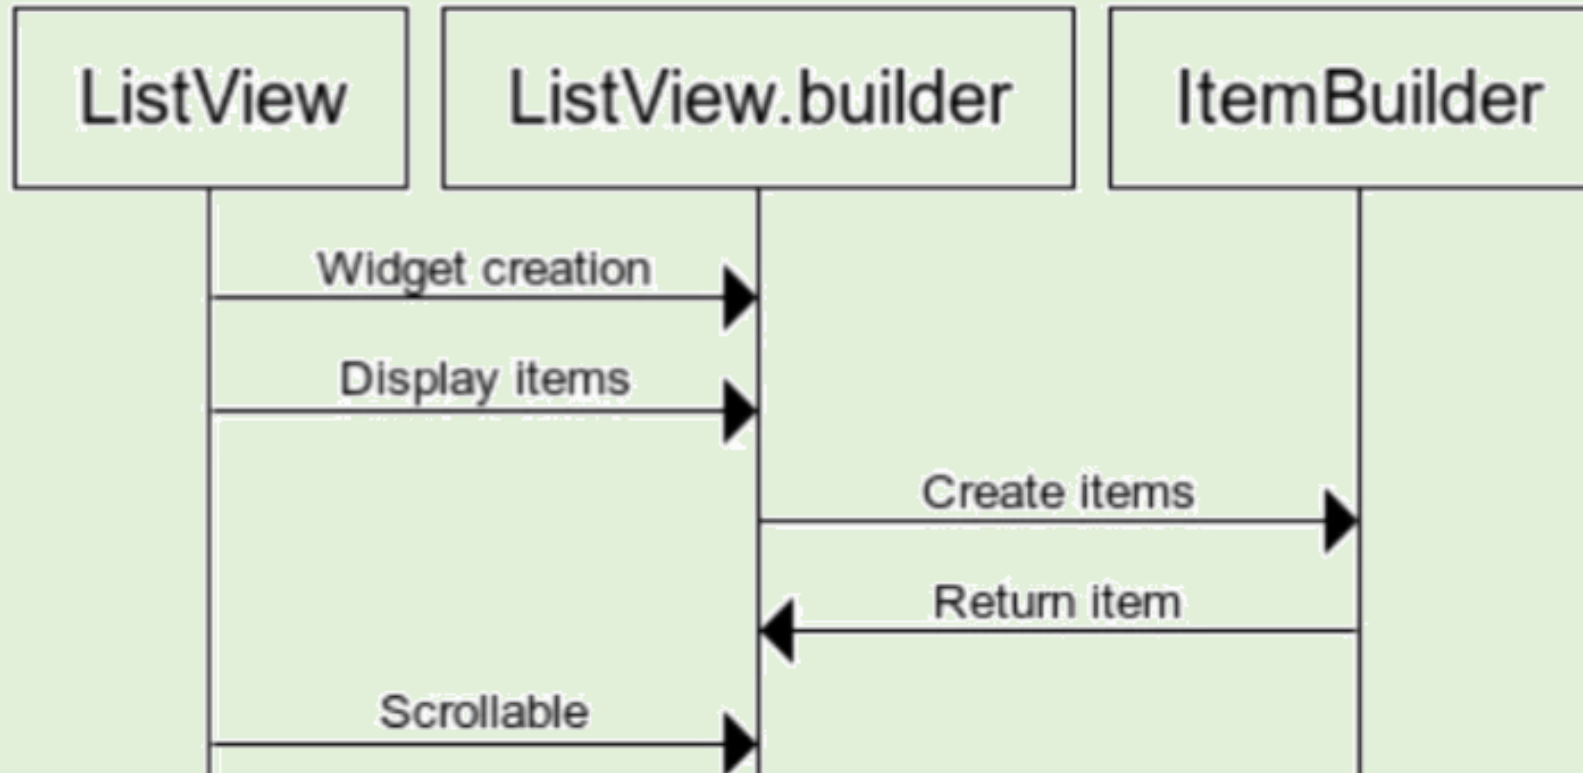 ListView
ListView.builder
ItemBuilder
Widget creation
Display items
Create items
Return item
Scrollable